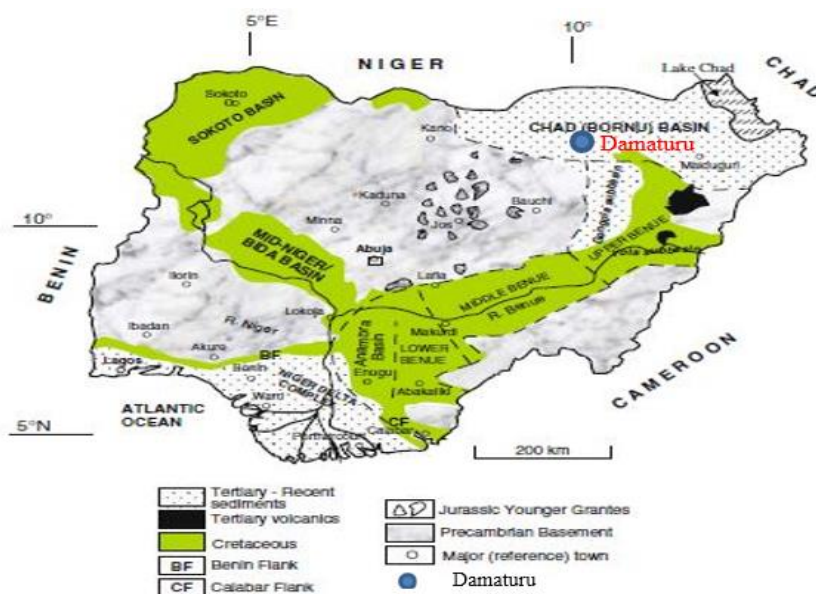 5°E
10°
NIGER
CHAD
Lake Chad
Sokoto
SOKOTO BASIN
Kano
CHAD (BORNU) BASIN
Damaturu
Maiduguri
Kaduna
Bauchi
Jos
10°
Minna
Abuja
MID-NIGER/
BIDA BASIN
UPPER BENUE
BENIN
Ilorin
Lafia
MIDDLE BENUE
R. Benue
Lokoja
R. Niger
Ibadan
Makurdi
Akure
Anambra
Basin
LOWER
BENUE
CAMEROON
Lagos
BF
Benin
Enugu
NIGER DELTA
COMPLEX
Abakaliki
Warri
ATLANTIC
OCEAN
CF
Calabar
5°N
Portharcourt
200 km
Tertiary - Recent
sediments
Tertiary volcanics
Cretaceous
BF Benin Flank
CF Calabar Flank
Jurassic Younger Grantes
Precambrian Basement
Major (reference) town
Damaturu